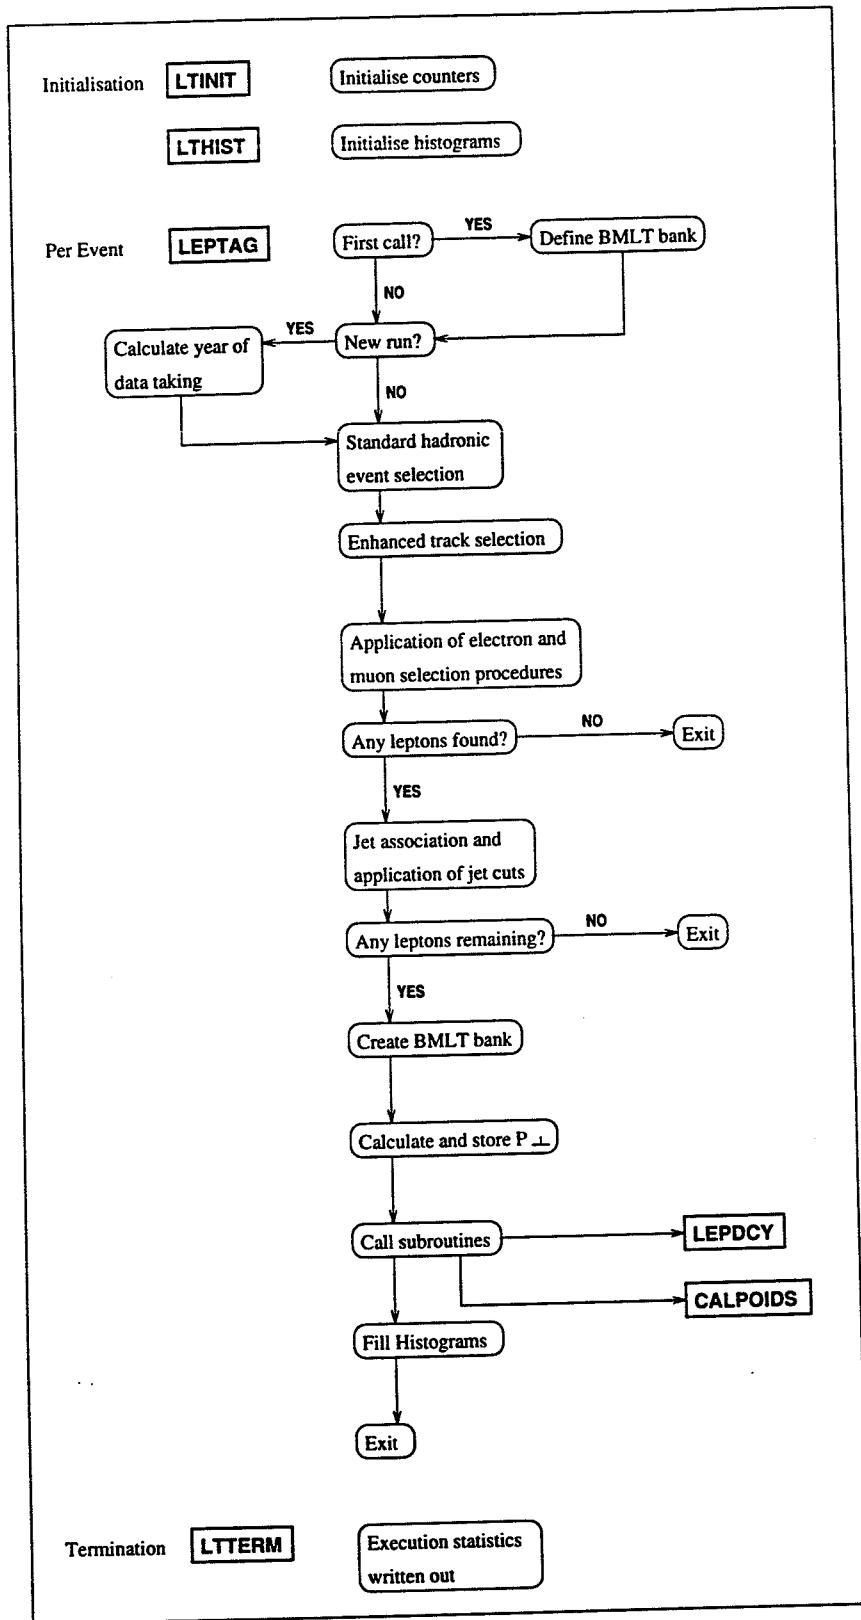 Initialisation LTINIT Initialise counters
LTHIST Initialise histograms
Per Event LEPTAG First call? YES Define BMLT bank
NO
Calculate year of
data taking
YES
New run?
NO
Standard hadronic
event selection
Enhanced track selection
Application of electron and
muon selection procedures
Any leptons found? NO Exit
YES
Jet association and
application of jet cuts
Any leptons remaining? NO Exit
YES
Create BMLT bank
Calculate and store P ⊥
Call subroutines LEPDCY
CALPOIDS
Fill Histograms
Exit
Termination LTTERM Execution statistics
written out